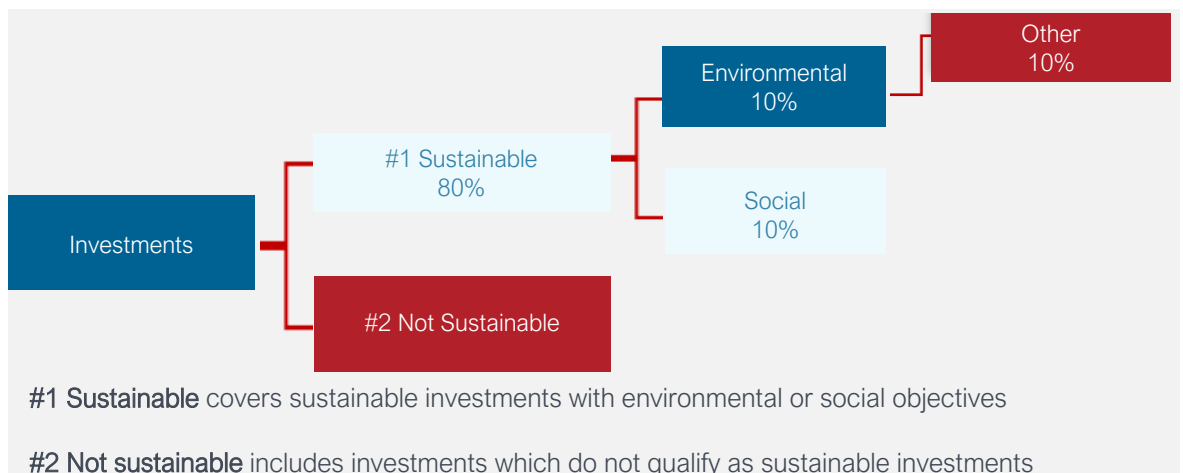 Other
10%
Environmental
10%
#1 Sustainable
80%
Social
10%
Investments
#2 Not Sustainable
#1 Sustainable covers sustainable investments with environmental or social objectives
#2 Not sustainable includes investments which do not qualify as sustainable investments